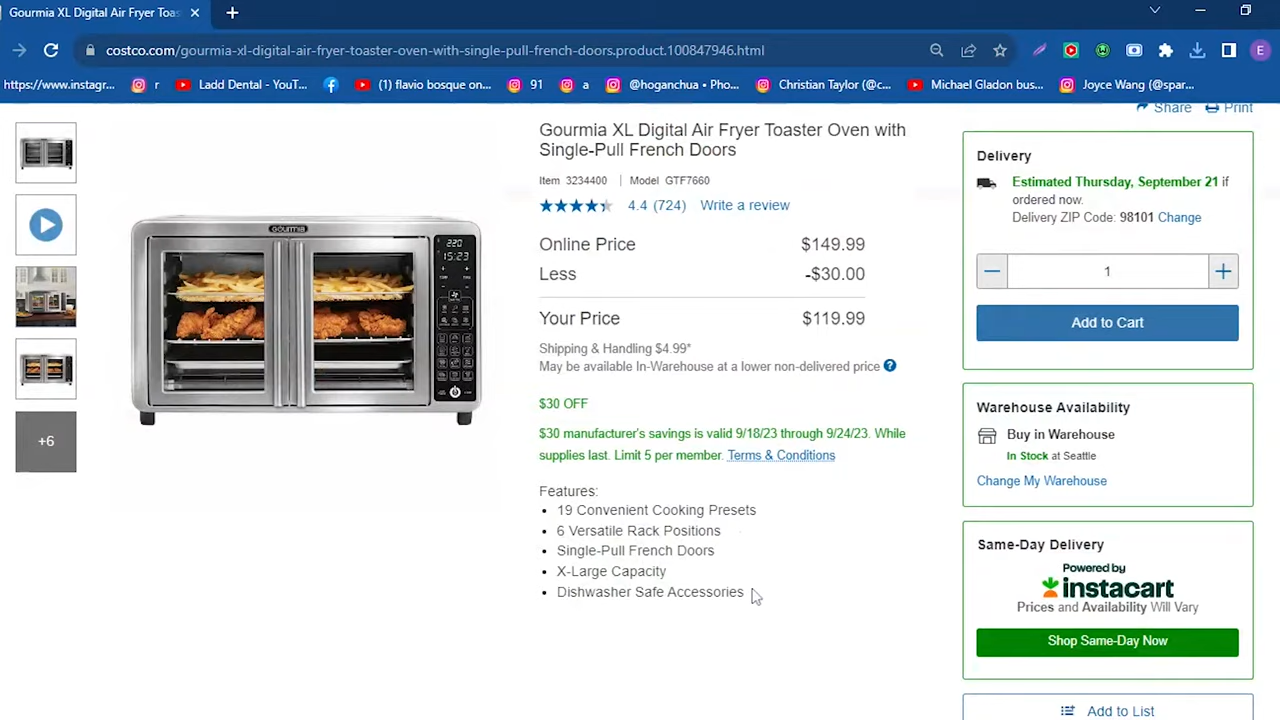 Gourmia XL Digital Air Fryer Toas
costco.com/gourmia-xl-digital-air-fryer-toaster-oven-with-single-pull-french-doors.product.100847946.html
E
https://www.instagr...
r
Ladd Dental - YouT...
(1) flavio bosque on...
91
a
@hoganchua • Pho...
Christian Taylor (@c...
Michael Gladon bus...
Joyce Wang (@spar...
Share
Print
Gourmia XL Digital Air Fryer Toaster Oven with
Single-Pull French Doors
Item 3234400 | Model GTF7660
4.4 (724) Write a review
Online Price $149.99
Less -$30.00
Your Price $119.99
Shipping & Handling $4.99*
May be available In-Warehouse at a lower non-delivered price ?
$30 OFF
$30 manufacturer's savings is valid 9/18/23 through 9/24/23. While
supplies last. Limit 5 per member. Terms & Conditions
Features:
• 19 Convenient Cooking Presets
• 6 Versatile Rack Positions
• Single-Pull French Doors
• X-Large Capacity
• Dishwasher Safe Accessories
gourmia
220
15:23
+6
Delivery
Estimated Thursday, September 21 if
ordered now.
Delivery ZIP Code: 98101 Change
1
Add to Cart
Warehouse Availability
Buy in Warehouse
In Stock at Seattle
Change My Warehouse
Same-Day Delivery
Powered by
instacart
Prices and Availability Will Vary
Shop Same-Day Now
Add to List